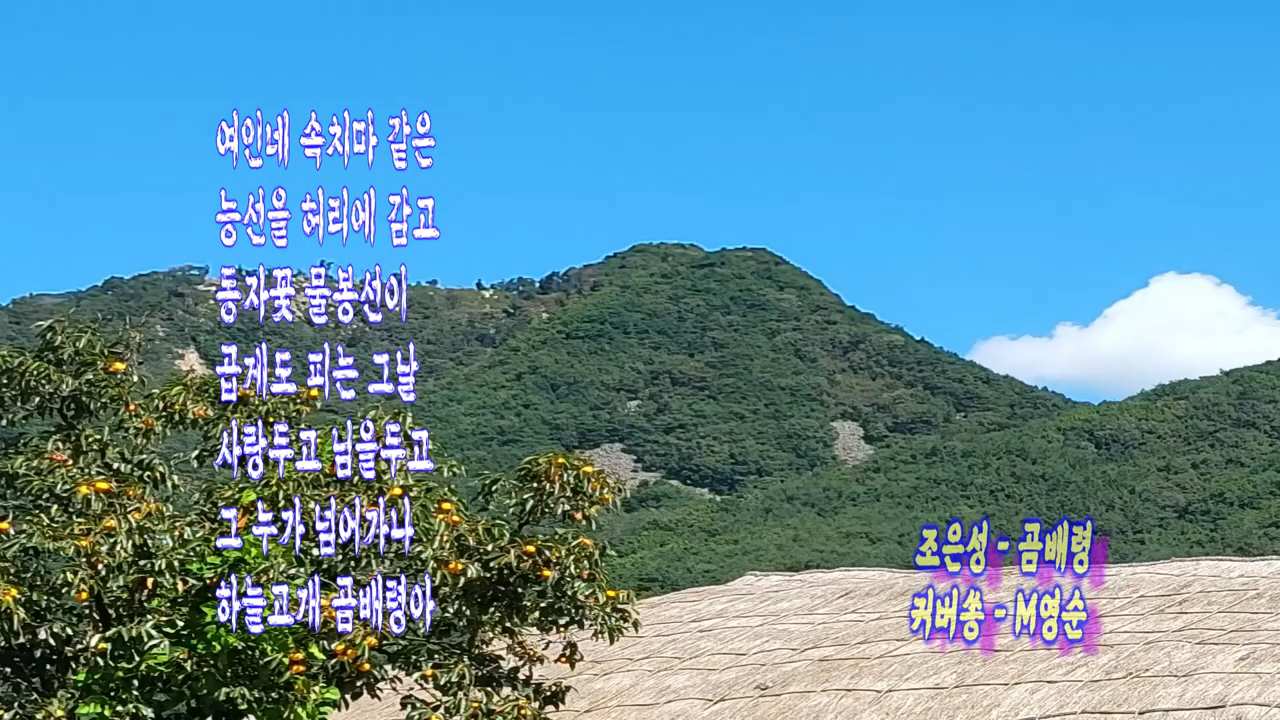 여인네 속치마 같은
능선을 허리에 감고
동자꽃 물봉선이
곱게도 피는 그날
사랑두고 님을두고
그 누가 넘어가나
하늘고개 곰배령아
조은성 - 곰배령
커버송 - M영순